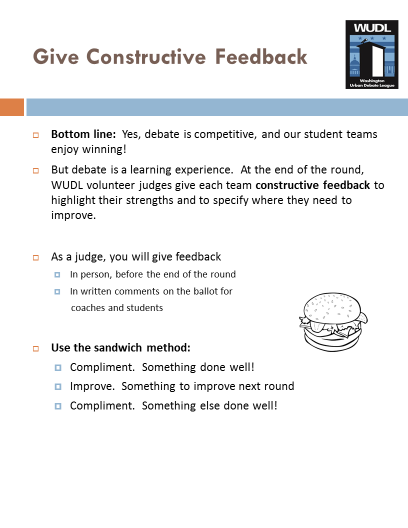 Give Constructive Feedback
WUDL
Washington
Urban Debate League
Bottom line: Yes, debate is competitive, and our student teams
enjoy winning!
But debate is a learning experience. At the end of the round,
WUDL volunteer judges give each team constructive feedback to
highlight their strengths and to specify where they need to
improve.
As a judge, you will give feedback
In person, before the end of the round
In written comments on the ballot for
coaches and students
Use the sandwich method:
Compliment. Something done well!
Improve. Something to improve next round
Compliment. Something else done well!